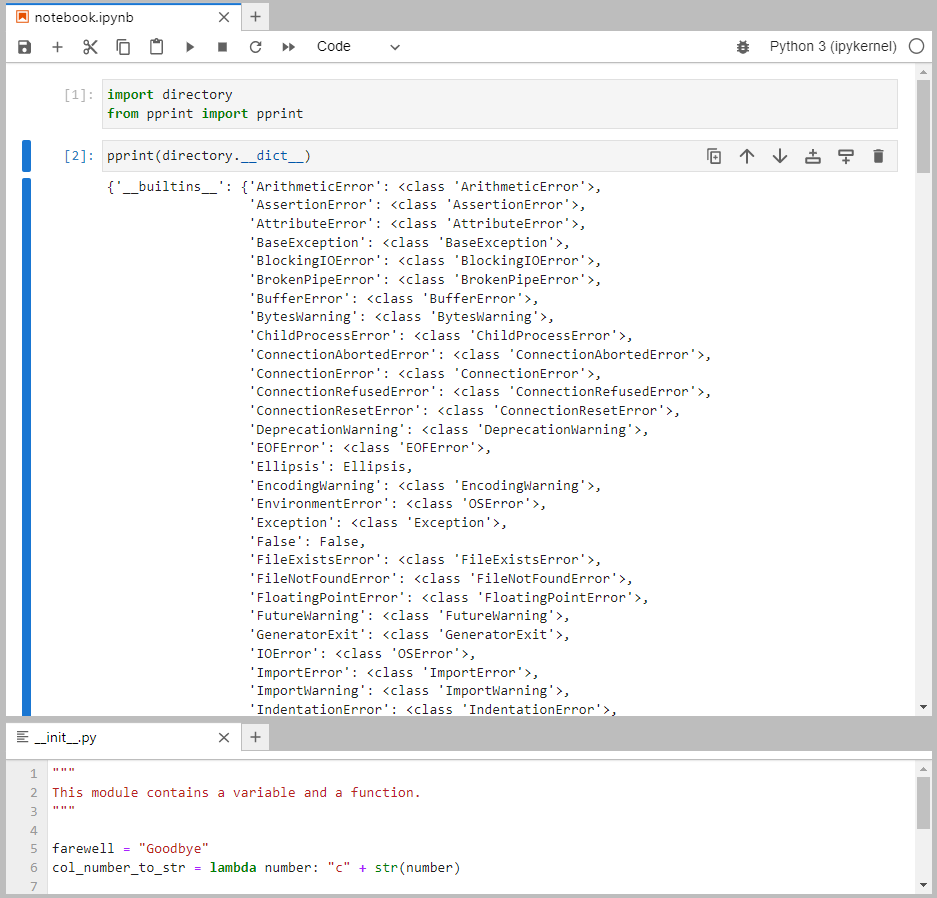 notebook.ipynb
Code
Python 3 (ipykernel)
[1]:
import directory
from pprint import pprint
[2]:
pprint(directory.__dict__)
{'__builtins__': {'ArithmeticError': <class 'ArithmeticError'>,
'AssertionError': <class 'AssertionError'>,
'AttributeError': <class 'AttributeError'>,
'BaseException': <class 'BaseException'>,
'BlockingIOError': <class 'BlockingIOError'>,
'BrokenPipeError': <class 'BrokenPipeError'>,
'BufferError': <class 'BufferError'>,
'BytesWarning': <class 'BytesWarning'>,
'ChildProcessError': <class 'ChildProcessError'>,
'ConnectionAbortedError': <class 'ConnectionAbortedError'>,
'ConnectionError': <class 'ConnectionError'>,
'ConnectionRefusedError': <class 'ConnectionRefusedError'>,
'ConnectionResetError': <class 'ConnectionResetError'>,
'DeprecationWarning': <class 'DeprecationWarning'>,
'EOFError': <class 'EOFError'>,
'Ellipsis': Ellipsis,
'EncodingWarning': <class 'EncodingWarning'>,
'EnvironmentError': <class 'OSError'>,
'Exception': <class 'Exception'>,
'False': False,
'FileExistsError': <class 'FileExistsError'>,
'FileNotFoundError': <class 'FileNotFoundError'>,
'FloatingPointError': <class 'FloatingPointError'>,
'FutureWarning': <class 'FutureWarning'>,
'GeneratorExit': <class 'GeneratorExit'>,
'IOError': <class 'OSError'>,
'ImportError': <class 'ImportError'>,
'ImportWarning': <class 'ImportWarning'>,
'IndentationError': <class 'IndentationError'>,
__init__.py
1 """
2 This module contains a variable and a function.
3 """
4
5 farewell = "Goodbye"
6 col_number_to_str = lambda number: "c" + str(number)
7